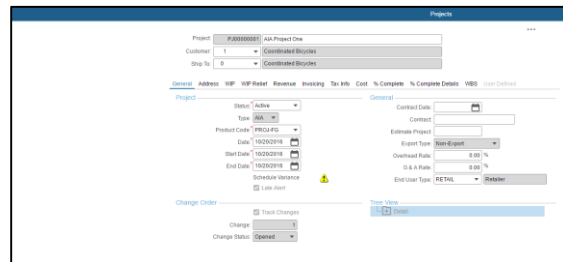 Projects
...
Project: PJ00000001 AIA Project One
Customer: 1 Coordinated Bicycles
Ship To: 0 Coordinated Bicycles
General Address WIP WIP Relief Revenue Invoicing Tax Info Cost % Complete % Complete Details WBS User Defined
Project
Status: Active
Type: AIA
Product Code: PROJ-FG
Date: 10/20/2016
Start Date: 10/20/2016
End Date: 10/20/2016
Schedule Variance
Late Alert
General
Contract Date:
Contract:
Estimate Project:
Export Type: Non-Export
Overhead Rate: 0.00 %
G & A Rate: 0.00 %
End User Type: RETAIL Retailer
Change Order
Track Changes
Change: 1
Change Status: Opened
Tree View
Detail